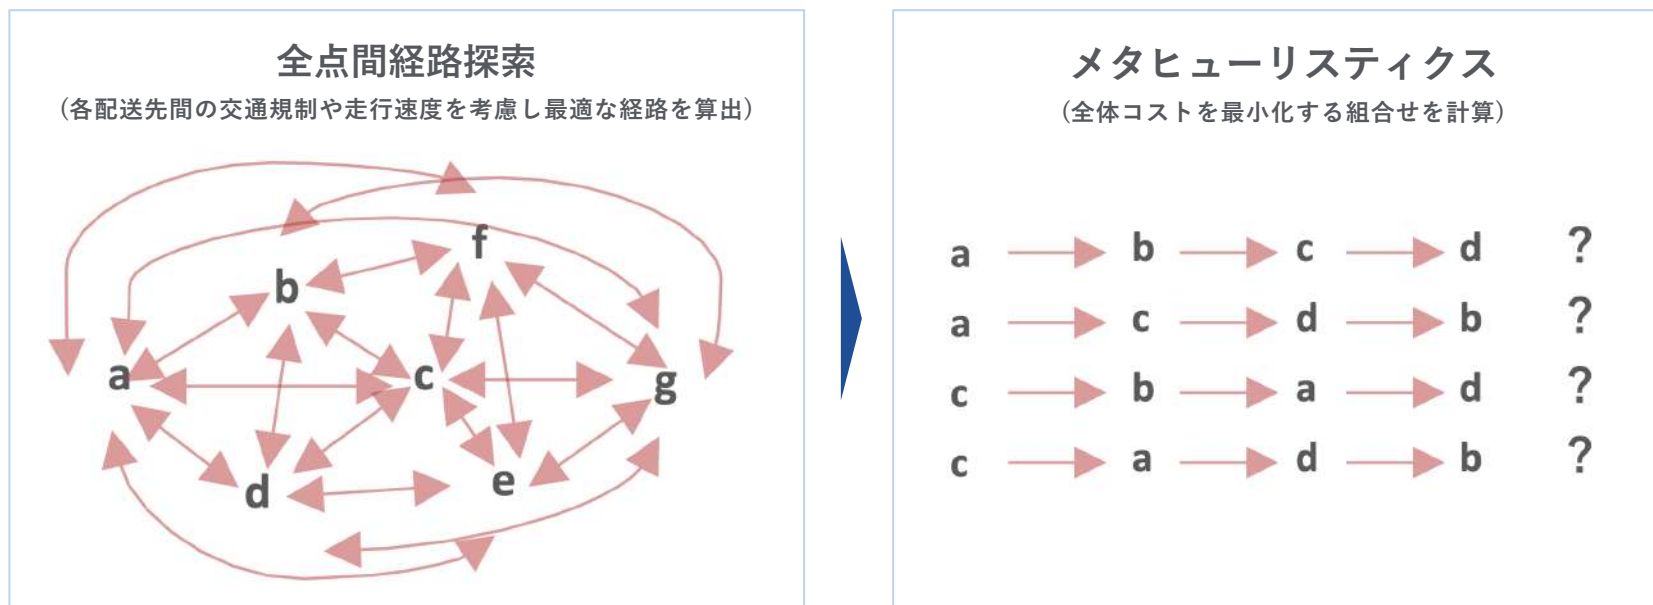 全点間経路探索
(各配送先間の交通規制や走行速度を考慮し最適な経路を算出)
f
b
a
c
g
d
e
メタヒューリスティクス
(全体コストを最小化する組合せを計算)
a b c d ?
a c d b ?
c b a d ?
c a d b ?